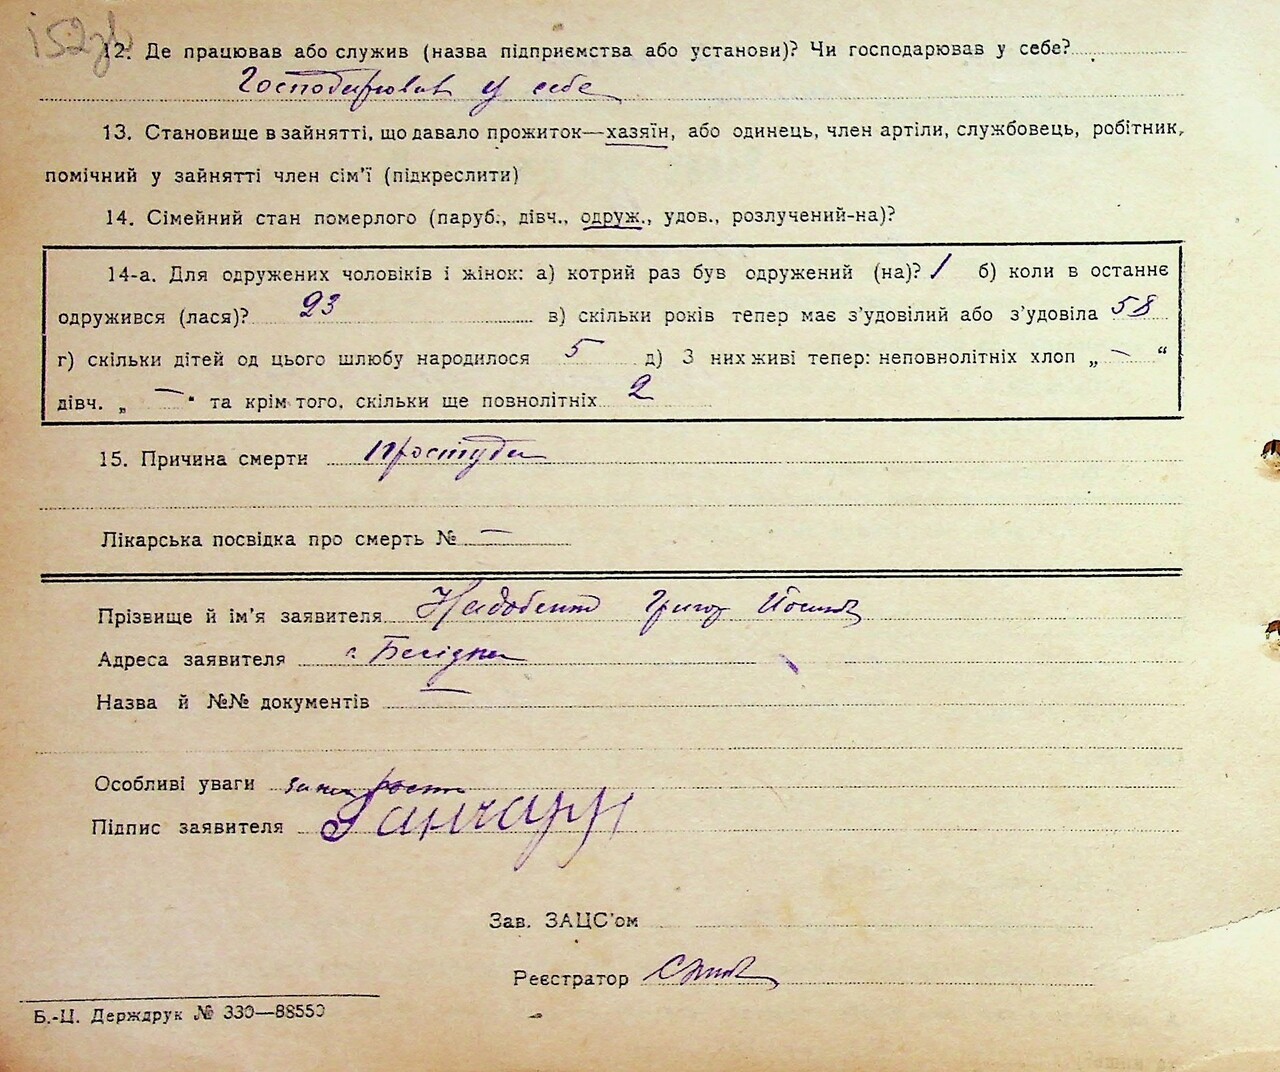 152зв
12. Де працював або служив (назва підприємства або установи)? Чи господарював у себе?
Господарював у себе
13. Становище в зайнятті, що давало прожиток—хазяїн, або одинець, член артіли, службовець, робітник,
помічний у зайнятті член сім'ї (підкреслити)
14. Сімейний стан померлого (паруб., дівч., одруж., удов., розлучений-на)?
14-а. Для одружених чоловіків і жінок: а) котрий раз був одружений (на)? 1 б) коли в останнє
одружився (лася)? 23 в) скільки років тепер має з'удовілий або з'удовіла 58
г) скільки дітей од цього шлюбу народилося 5 д) З них живі тепер: неповнолітніх хлоп „ — “
дівч. „ — " та крім того, скільки ще повнолітніх 2
15. Причина смерти простуда
Лікарська посвідка про смерть № —
Прізвище й ім'я заявителя Григор
Адреса заявителя с.
Назва й №№ документів —
Особливі уваги
Підпис заявителя Ганчарук
Зав. ЗАЦС'ом
Реєстратор
Б.-Ц. Держдрук № 330—88550